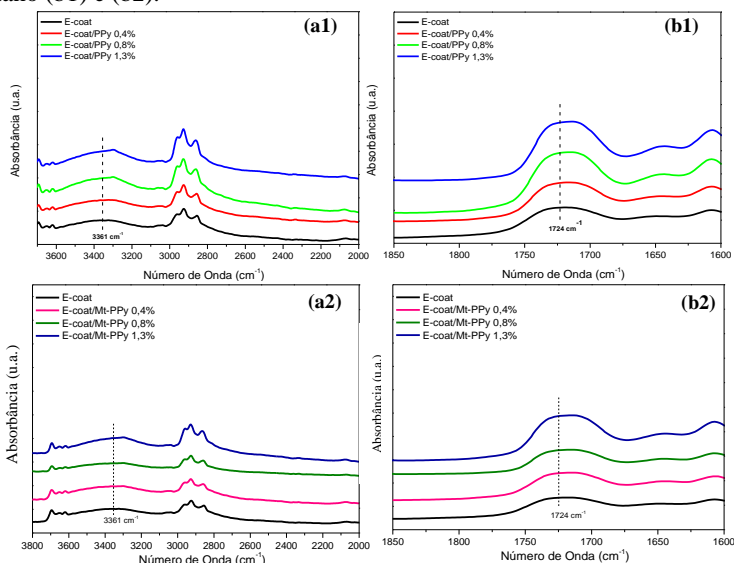 (a1)
E-coat
E-coat/PPy 0,4%
E-coat/PPy 0,8%
E-coat/PPy 1,3%
Absorbância (u.a.)
3361 cm⁻¹
3600 3400 3200 3000 2800 2600 2400 2200 2000
Número de Onda (cm⁻¹)
(b1)
E-coat
E-coat/PPy 0,4%
E-coat/PPy 0,8%
E-coat/PPy 1,3%
Absorbância (u.a.)
1724 cm⁻¹
1850 1800 1750 1700 1650 1600
Número de Onda (cm⁻¹)
(a2)
E-coat
E-coat/Mt-PPy 0,4%
E-coat/Mt-PPy 0,8%
E-coat/Mt-PPy 1,3%
Absorbância (u.a.)
3361 cm⁻¹
3800 3600 3400 3200 3000 2800 2600 2400 2200 2000
Número de Onda (cm⁻¹)
(b2)
E-coat
E-coat/Mt-PPy 0,4%
E-coat/Mt-PPy 0,8%
E-coat/Mt-PPy 1,3%
Absorbância (u.a.)
1724 cm⁻¹
1850 1800 1750 1700 1650 1600
Número de Onda (cm⁻¹)